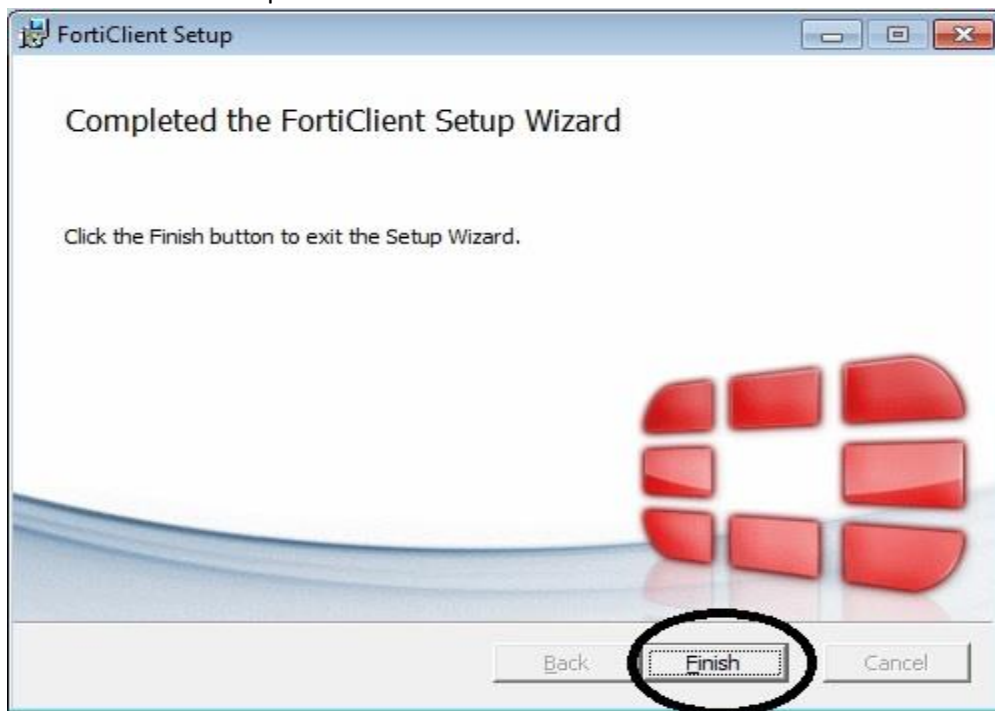 FortiClient Setup
Completed the FortiClient Setup Wizard
Click the Finish button to exit the Setup Wizard.
Back Finish Cancel